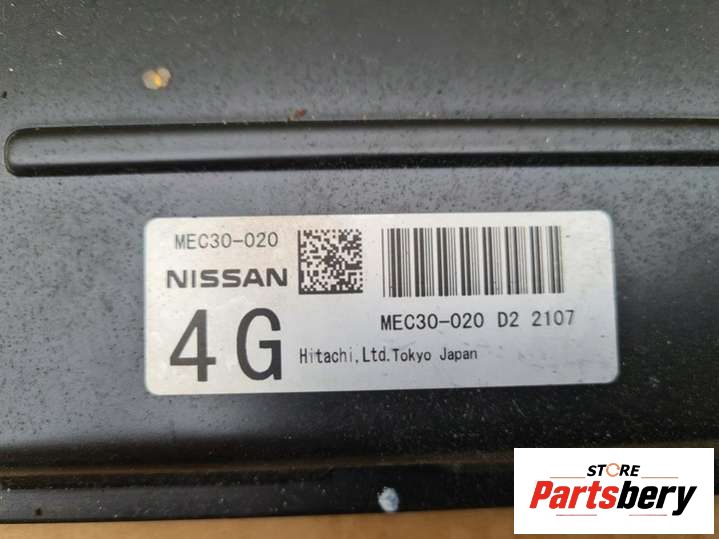 MEC30-020
NISSAN
4G
MEC30-020 D2 2107
Hitachi,Ltd.Tokyo Japan
STORE
Partsbery